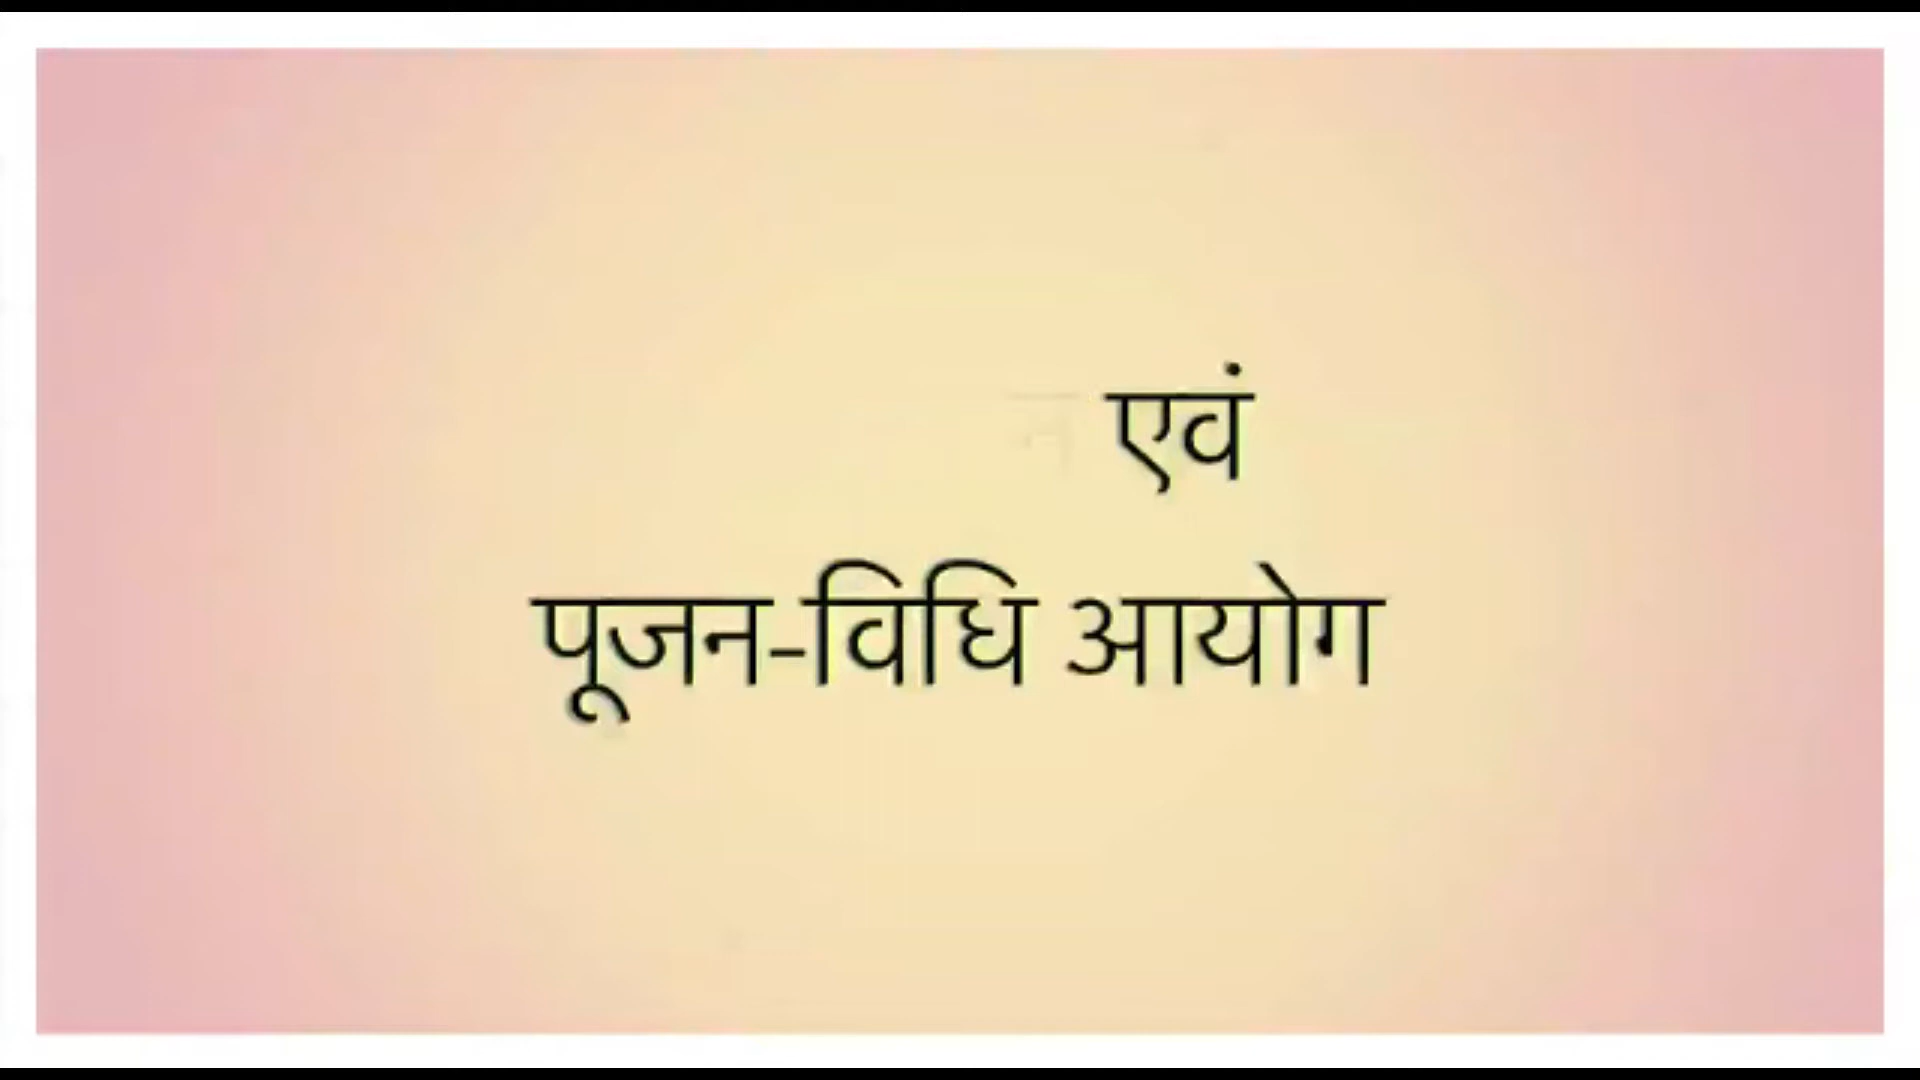 एवं
पूजन-विधि आयोग